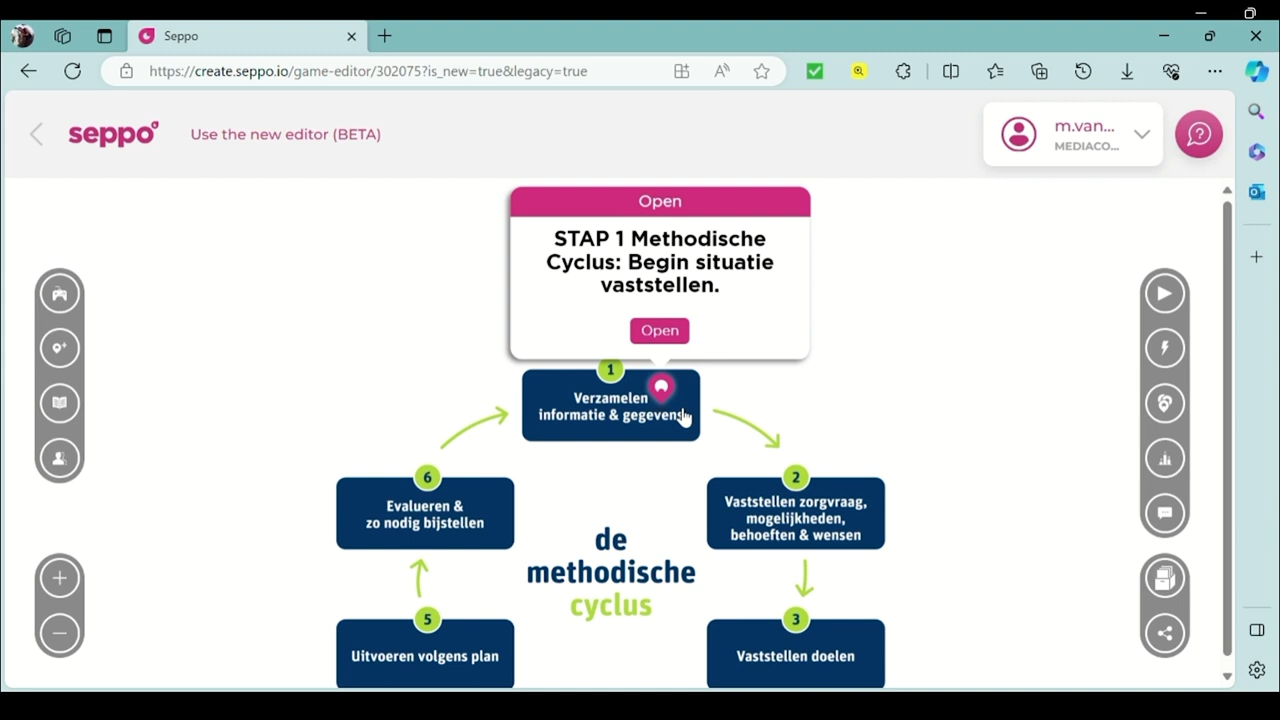 Seppo
https://create.seppo.io/game-editor/302075?is_new=true&legacy=true
seppo
Use the new editor (BETA)
m.van...
MEDIACO...
Open
STAP 1 Methodische
Cyclus: Begin situatie
vaststellen.
Open
1
Verzamelen
informatie & gegevens
6
Evalueren &
zo nodig bijstellen
2
Vaststellen zorgvraag,
mogelijkheden,
behoeften & wensen
de
methodische
cyclus
5
Uitvoeren volgens plan
3
Vaststellen doelen